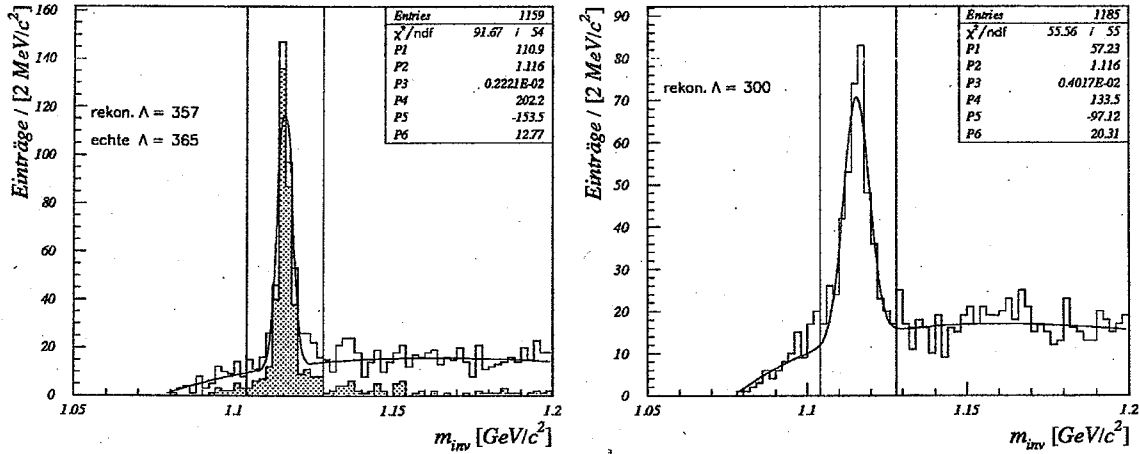 Einträge / [2 MeV/c²]
160
140
120
100
80
60
40
20
0
Entries 1159
χ²/ndf 91.67 / 54
P1 110.9
P2 1.116
P3 0.2221E-02
P4 202.2
P5 -153.5
P6 12.77
rekon. Λ = 357
echte Λ = 365
1.05 1.1 1.15 1.2
m_inv [GeV/c²]
Einträge / [2 MeV/c²]
90
80
70
60
50
40
30
20
10
0
Entries 1185
χ²/ndf 55.56 / 55
P1 57.23
P2 1.116
P3 0.4017E-02
P4 133.5
P5 -97.12
P6 20.31
rekon. Λ = 300
1.05 1.1 1.15 1.2
m_inv [GeV/c²]